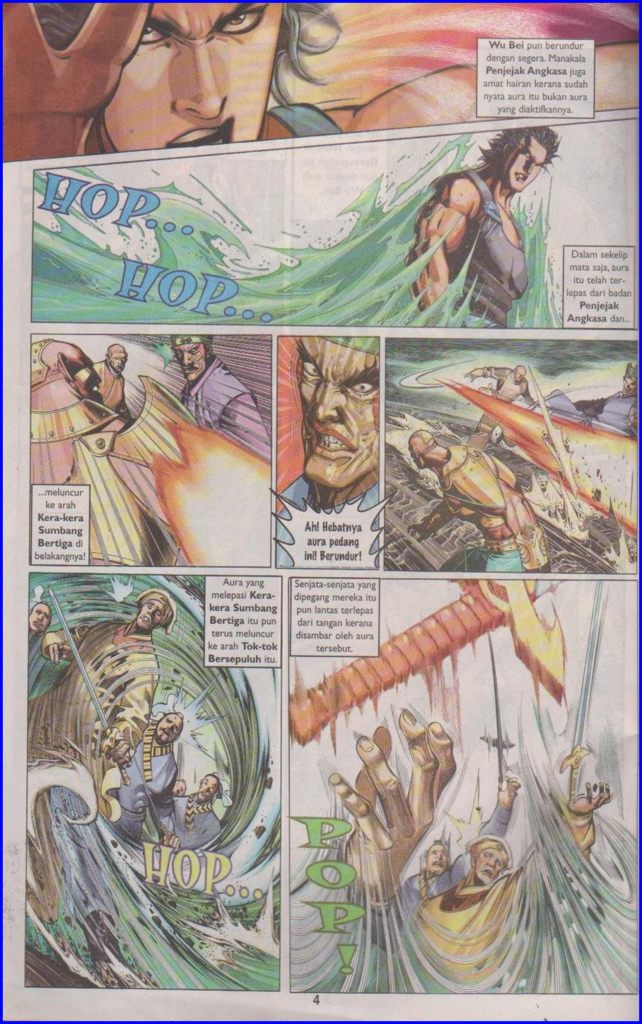 Wu Bei pun berundur
dengan segera. Manakala
Penjejak Angkasa juga
amat hairan kerana sudah
nyata aura itu bukan aura
yang diaktifkannya.
HOP...
HOP...
Dalam sekelip
mata saja, aura
itu telah ter-
lepas dari badan
Penjejak
Angkasa dan...
...meluncur
ke arah
Kera-kera
Sumbang
Bertiga di
belakangnya!
Ah! Hebatnya
aura pedang
ini! Berundur!
Aura yang
melepasi Kera-
kera Sumbang
Bertiga itu pun
terus meluncur
ke arah Tok-tok
Bersepuluh itu.
HOP...
Senjata-senjata yang
dipegang mereka itu
pun lantas terlepas
dari tangan kerana
disambar oleh aura
tersebut.
POP!
4